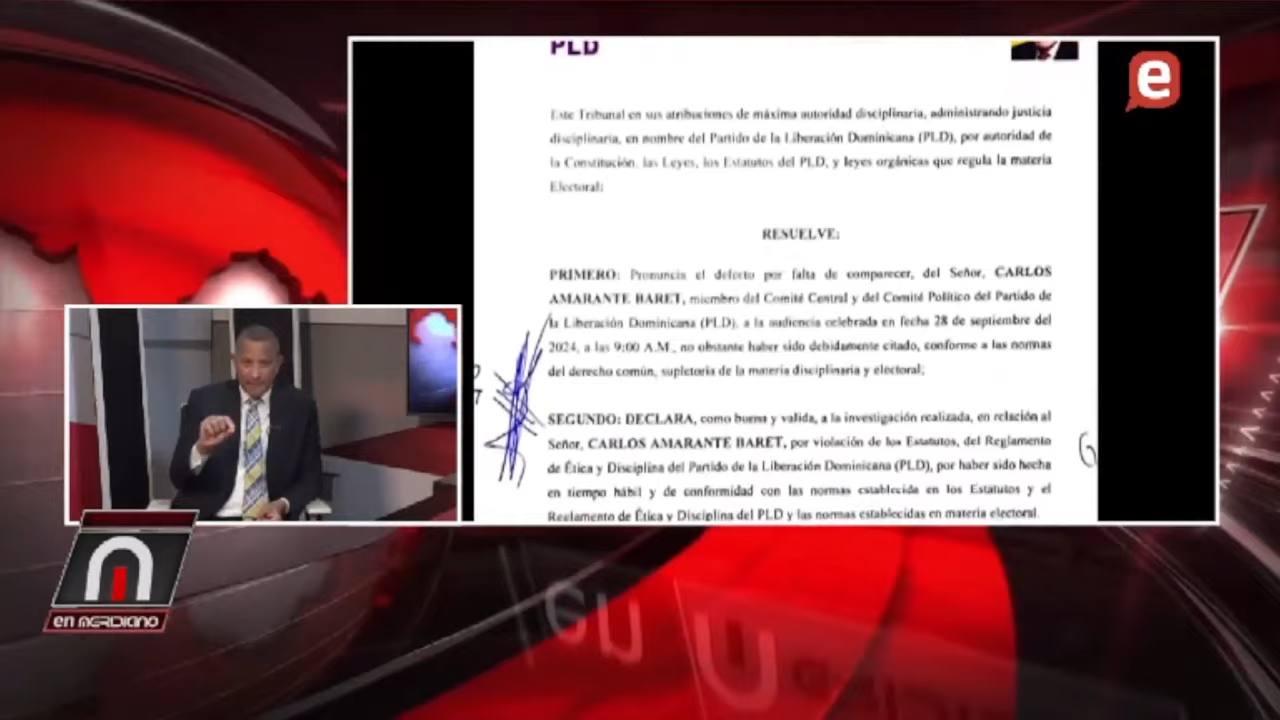 PLD
e
Este Tribunal en sus atribuciones de máxima autoridad disciplinaria, administrando justicia
disciplinaria, en nombre del Partido de la Liberación Dominicana (PLD), por autoridad de
la Constitución, las Leyes, los Estatutos del PLD, y leyes orgánicas que regula la materia
Electoral;
RESUELVE:
PRIMERO: Pronuncia el defecto por falta de comparecer, del Señor, CARLOS
AMARANTE BARET, miembro del Comité Central y del Comité Político del Partido de
la Liberación Dominicana (PLD), a la audiencia celebrada en fecha 28 de septiembre del
2024, a las 9:00 A.M., no obstante haber sido debidamente citado, conforme a las normas
del derecho común, supletoria de la materia disciplinaria y electoral;
SEGUNDO: DECLARA, como buena y valida, a la investigación realizada, en relación al
Señor, CARLOS AMARANTE BARET, por violación de los Estatutos, del Reglamento
de Ética y Disciplina del Partido de la Liberación Dominicana (PLD), por haber sido hecha
en tiempo hábil y de conformidad con las normas establecida en los Estatutos y el
Reglamento de Ética y Disciplina del PLD y las normas establecidas en materia electoral.
en meridiano